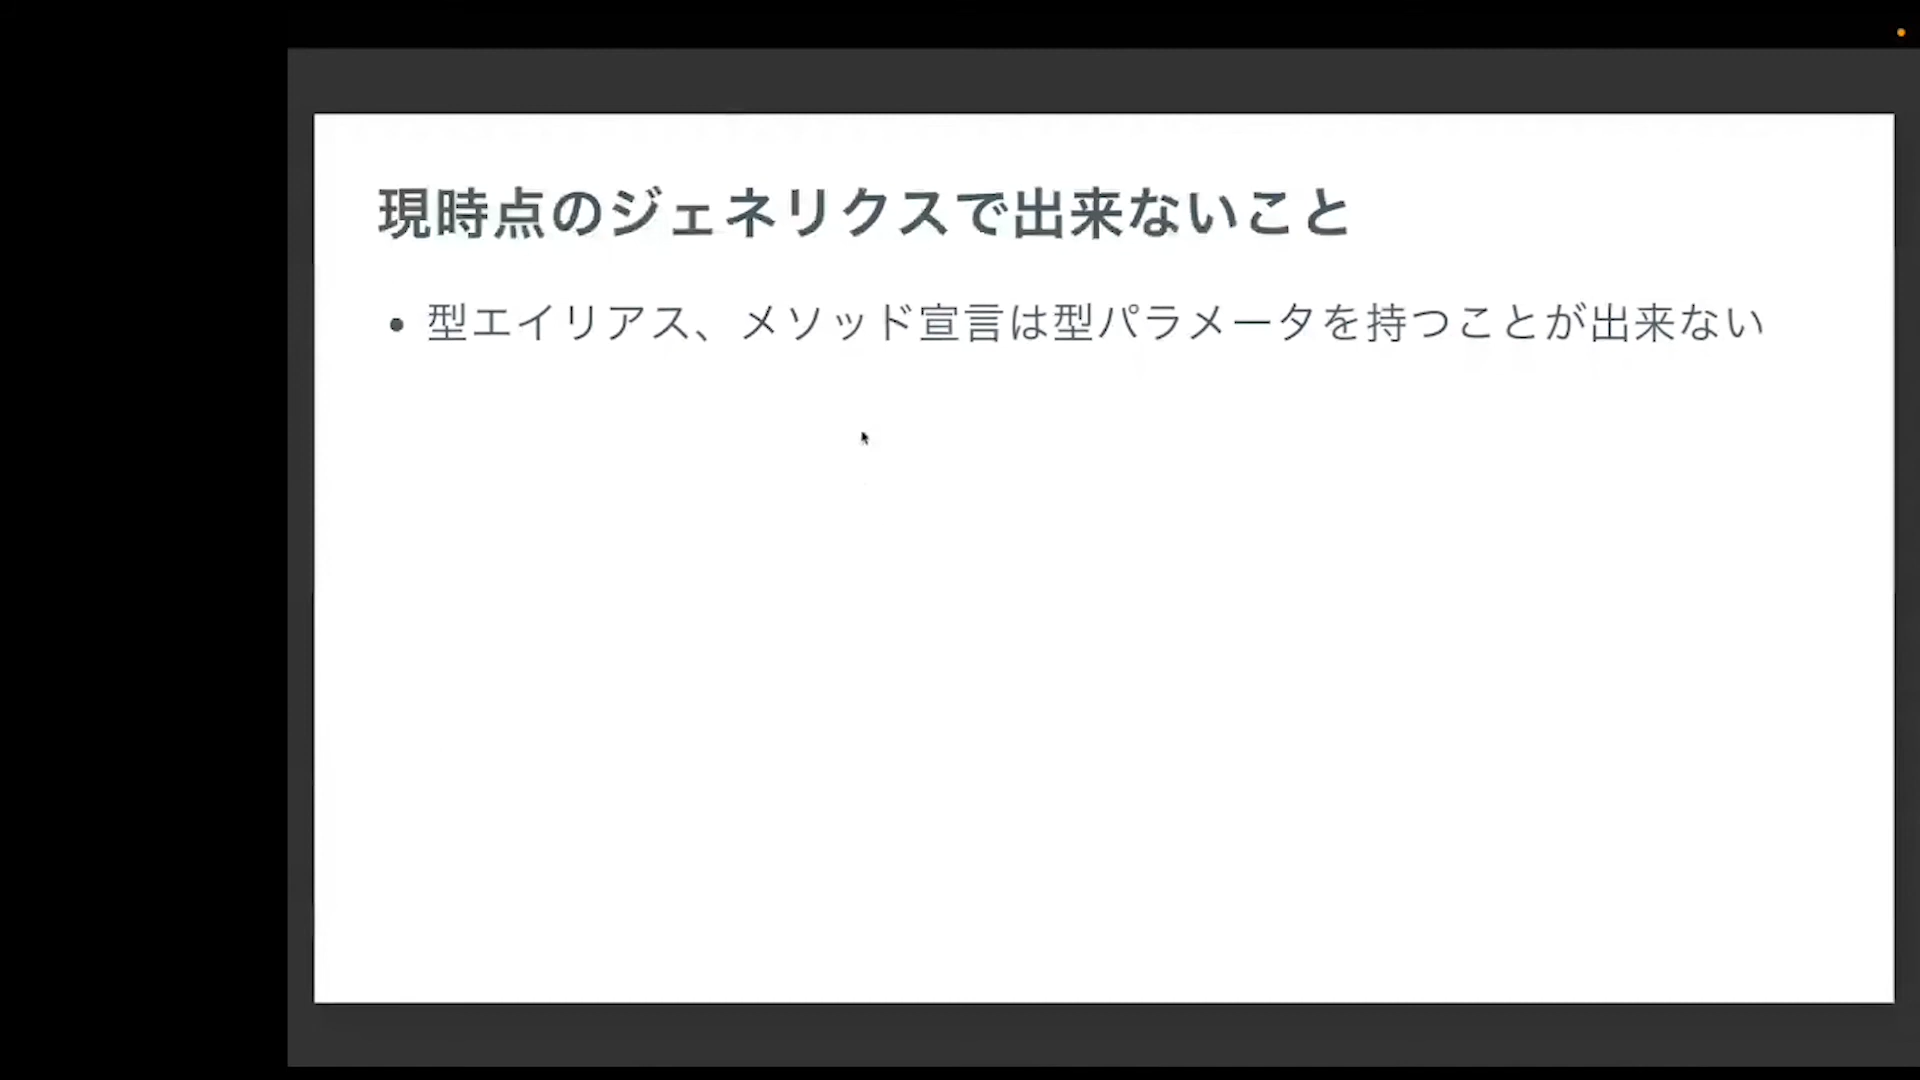 現時点のジェネリクスで出来ないこと
• 型エイリアス、メソッド宣言は型パラメータを持つことが出来ない